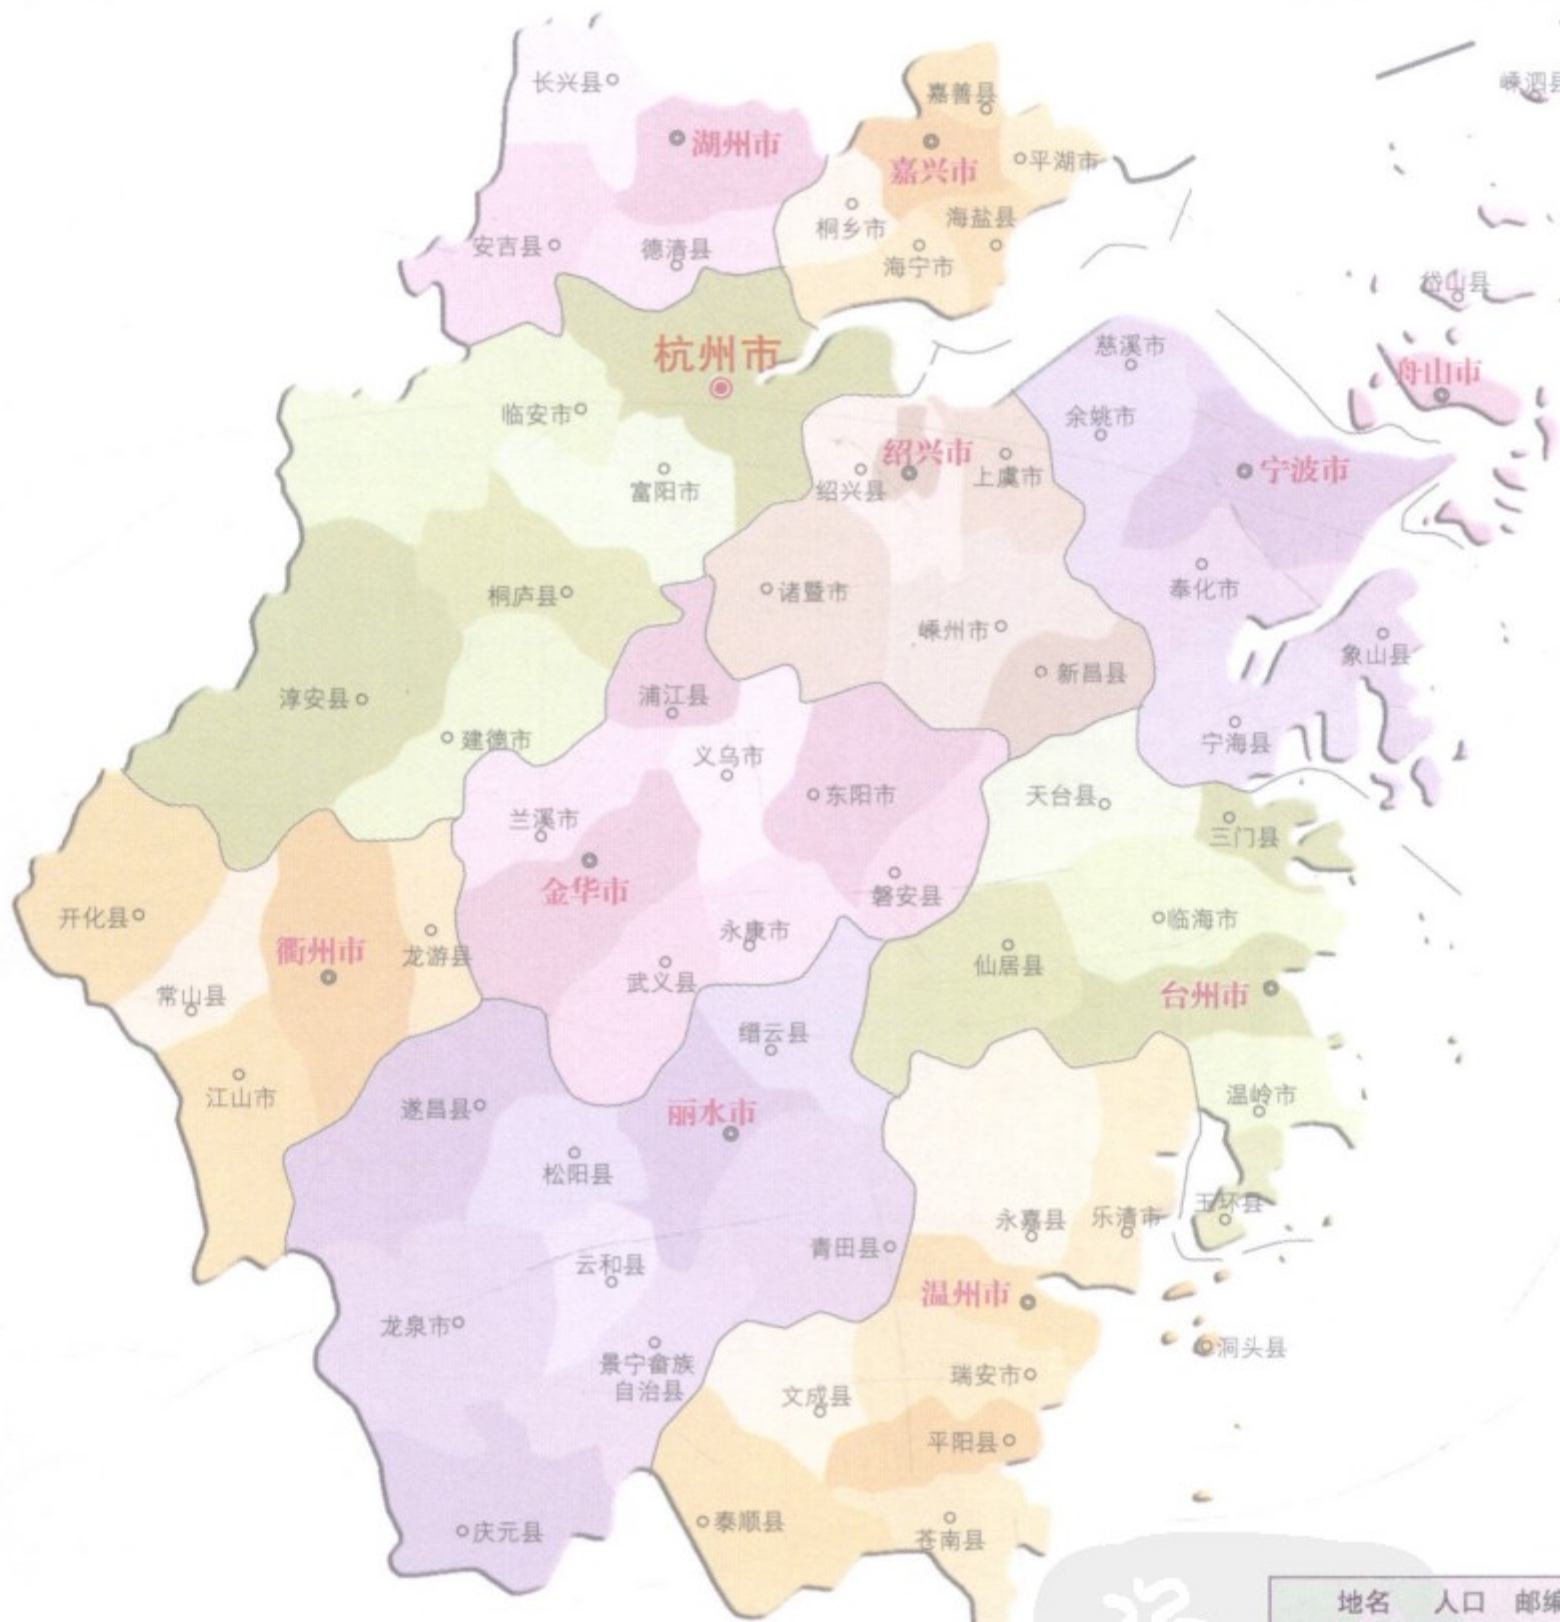 长兴县
湖州市
嘉善县
嘉兴市
平湖市
嵊泗县
安吉县
德清县
桐乡市
海盐县
海宁市
岱山县
杭州市
慈溪市
舟山市
临安市
余姚市
富阳市
绍兴县
绍兴市
上虞市
宁波市
桐庐县
诸暨市
嵊州市
奉化市
新昌县
象山县
淳安县
建德市
浦江县
义乌市
宁海县
兰溪市
东阳市
天台县
三门县
金华市
磐安县
开化县
衢州市
龙游县
永康市
临海市
常山县
武义县
仙居县
台州市
江山市
缙云县
温岭市
遂昌县
丽水市
松阳县
永嘉县
乐清市
玉环县
云和县
青田县
温州市
龙泉市
景宁畲族
自治县
洞头县
文成县
瑞安市
平阳县
庆元县
泰顺县
苍南县
地名 人口 邮编